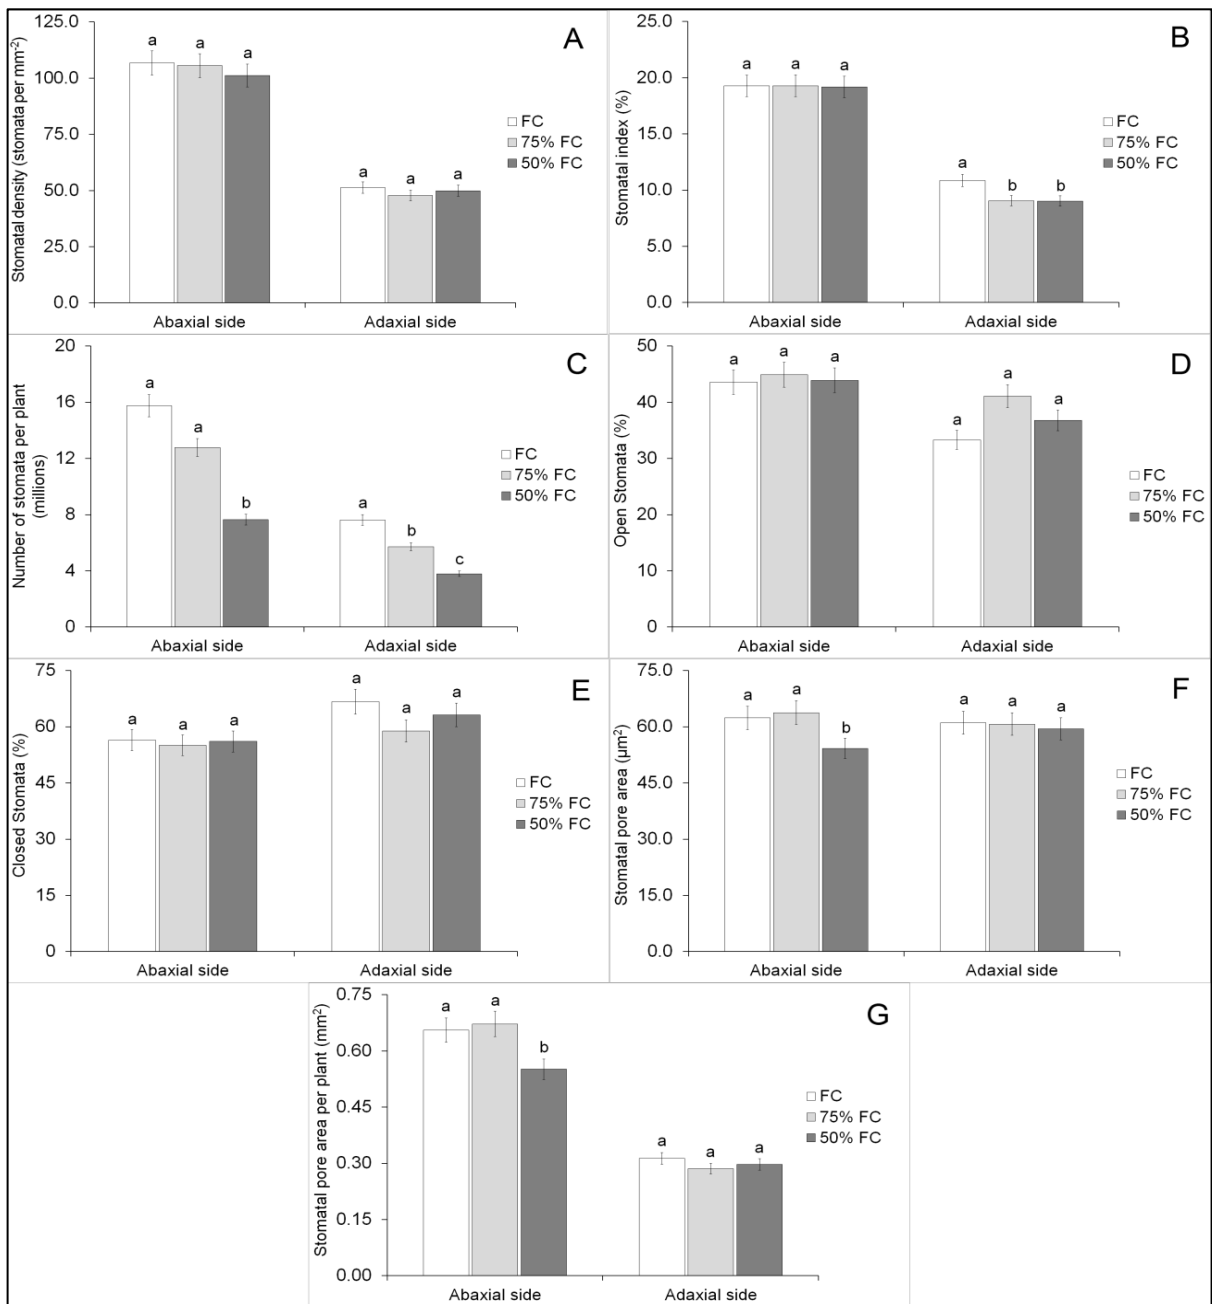 A
Stomatal density (stomata per mm-2)
125.0
100.0
75.0
50.0
25.0
0.0
a a a
a a a
FC
75% FC
50% FC
Abaxial side Adaxial side
B
Stomatal index (%)
25.0
20.0
15.0
10.0
5.0
0.0
a a a
a b b
FC
75% FC
50% FC
Abaxial side Adaxial side
C
Number of stomata per plant
(millions)
20
16
12
8
4
0
a a b
a b c
FC
75% FC
50% FC
Abaxial side Adaxial side
D
Open Stomata (%)
50
40
30
20
10
0
a a a
a a a
FC
75% FC
50% FC
Abaxial side Adaxial side
E
Closed Stomata (%)
75
60
45
30
15
0
a a a
a a a
FC
75% FC
50% FC
Abaxial side Adaxial side
F
Stomatal pore area (µm²)
75.0
60.0
45.0
30.0
15.0
0.0
a a b
a a a
FC
75% FC
50% FC
Abaxial side Adaxial side
G
Stomatal pore area per plant (mm²)
0.75
0.60
0.45
0.30
0.15
0.00
a a b
a a a
FC
75% FC
50% FC
Abaxial side Adaxial side